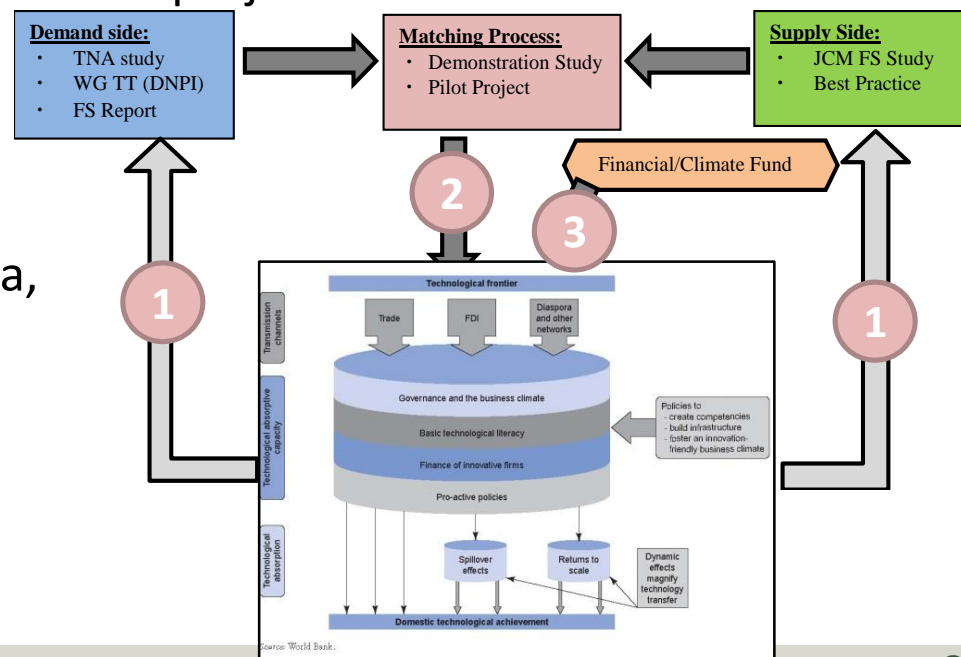 Demand side:
· TNA study
· WG TT (DNPI)
· FS Report
Matching Process:
· Demonstration Study
· Pilot Project
Supply Side:
· JCM FS Study
· Best Practice
Financial/Climate Fund
2
3
a,
1
1
Technological frontier
Transmission
channels
Trade
FDI
Diaspora
and other
networks
Technological absorptive
capacity
Governance and the business climate
Basic technological literacy
Finance of innovative firms
Pro-active policies
Policies to
- create competencies
- build infrastructure
- foster an innovation-
friendly business climate
Technological
absorption
Spillover
effects
Returns to
scale
Dynamic
effects
magnify
technology
transfer
Domestic technological achievement
Source: World Bank.